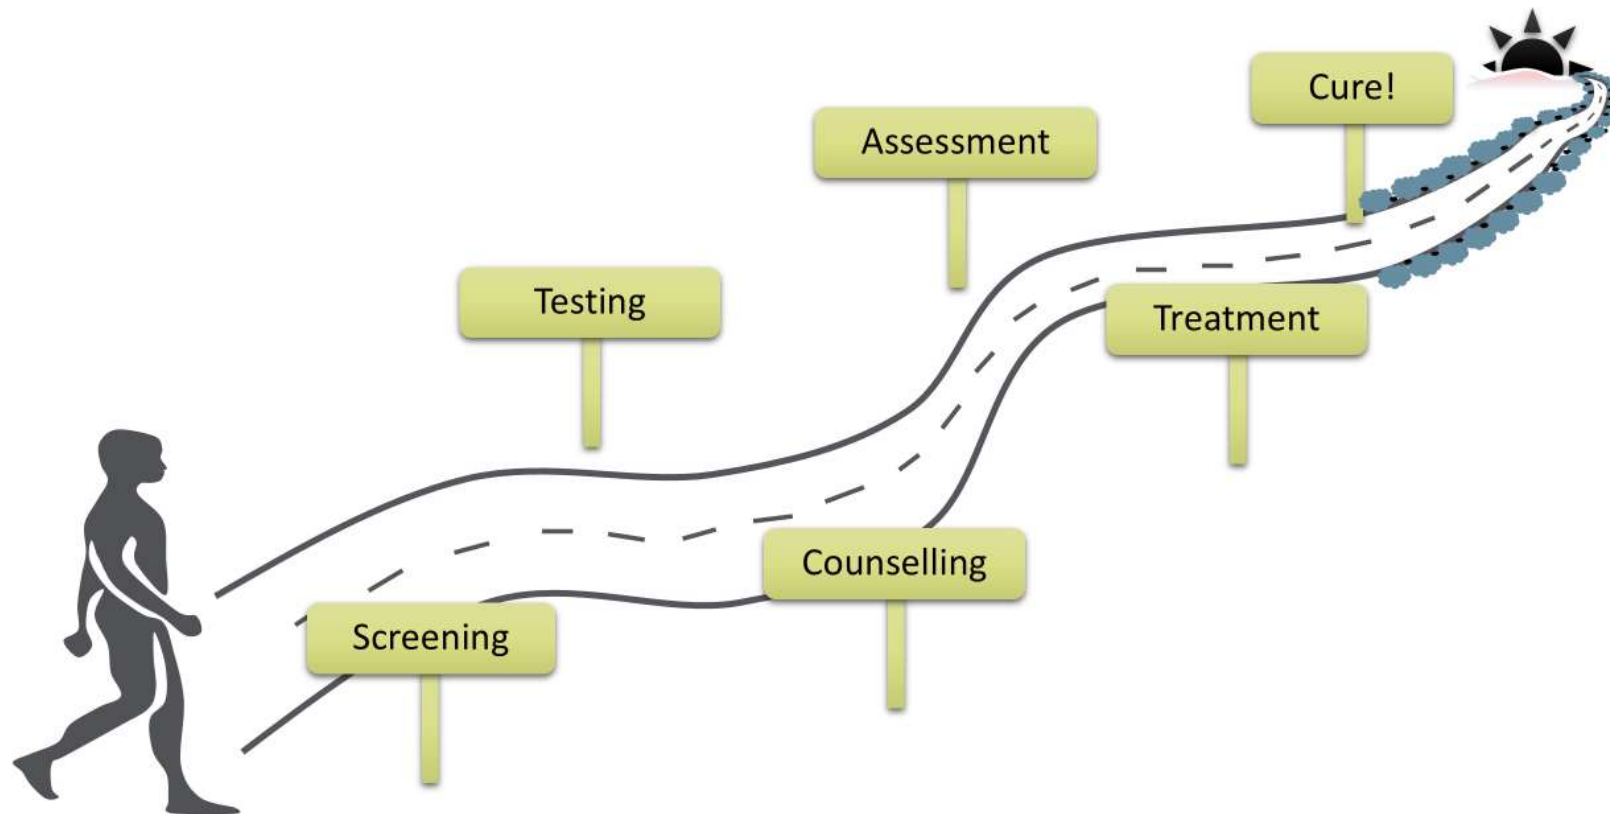 Screening
Testing
Counselling
Assessment
Treatment
Cure!